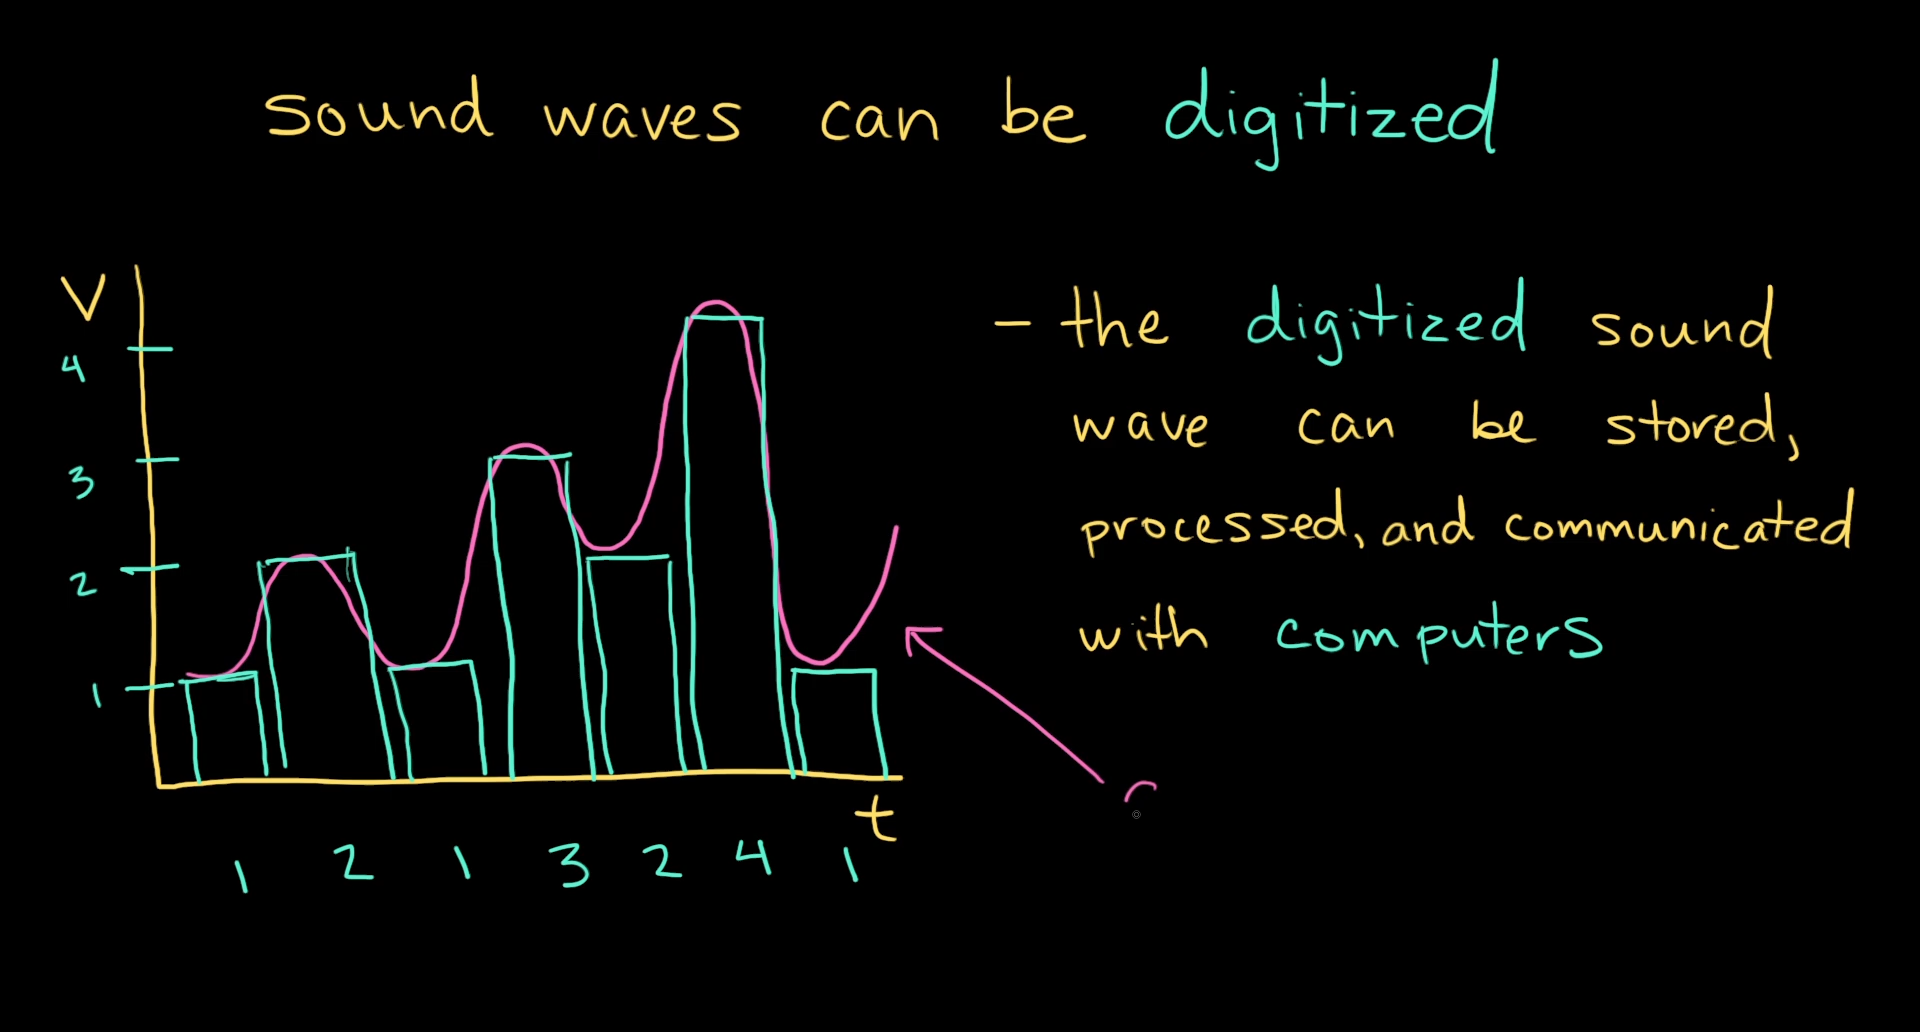 sound waves can be digitized
V
4
3
2
1
t
1 2 1 3 2 4 1
- the digitized sound
wave can be stored,
processed, and communicated
with computers